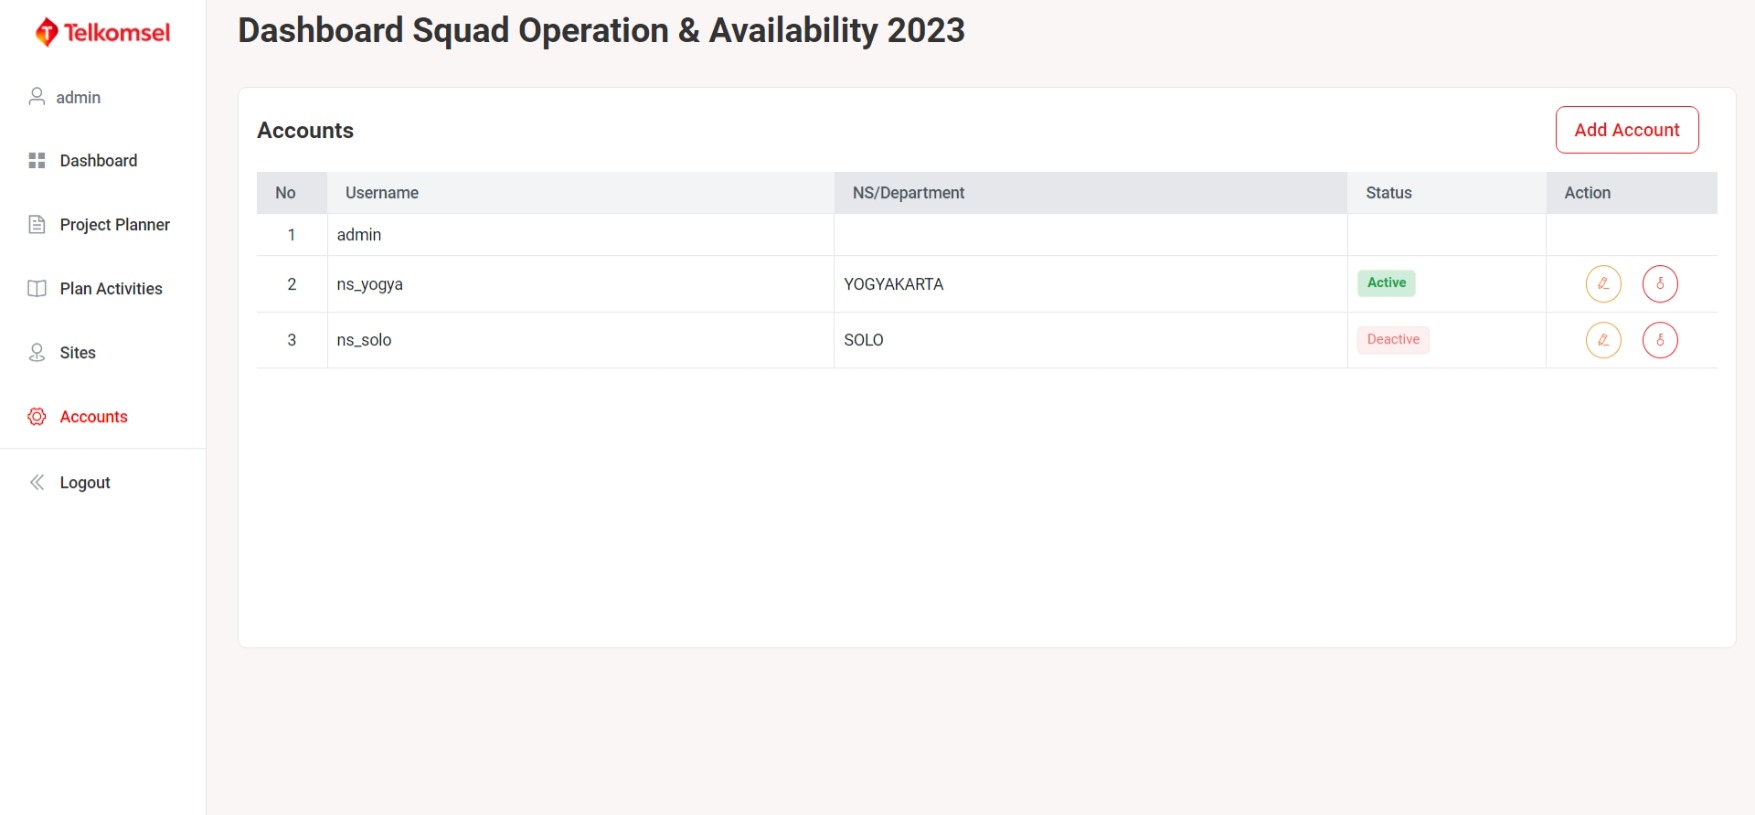 Telkomsel
Dashboard Squad Operation & Availability 2023
admin
Dashboard
Project Planner
Plan Activities
Sites
Accounts
Logout
Accounts
Add Account
No Username NS/Department Status Action
1 admin
2 ns_yogya YOGYAKARTA Active
3 ns_solo SOLO Deactive